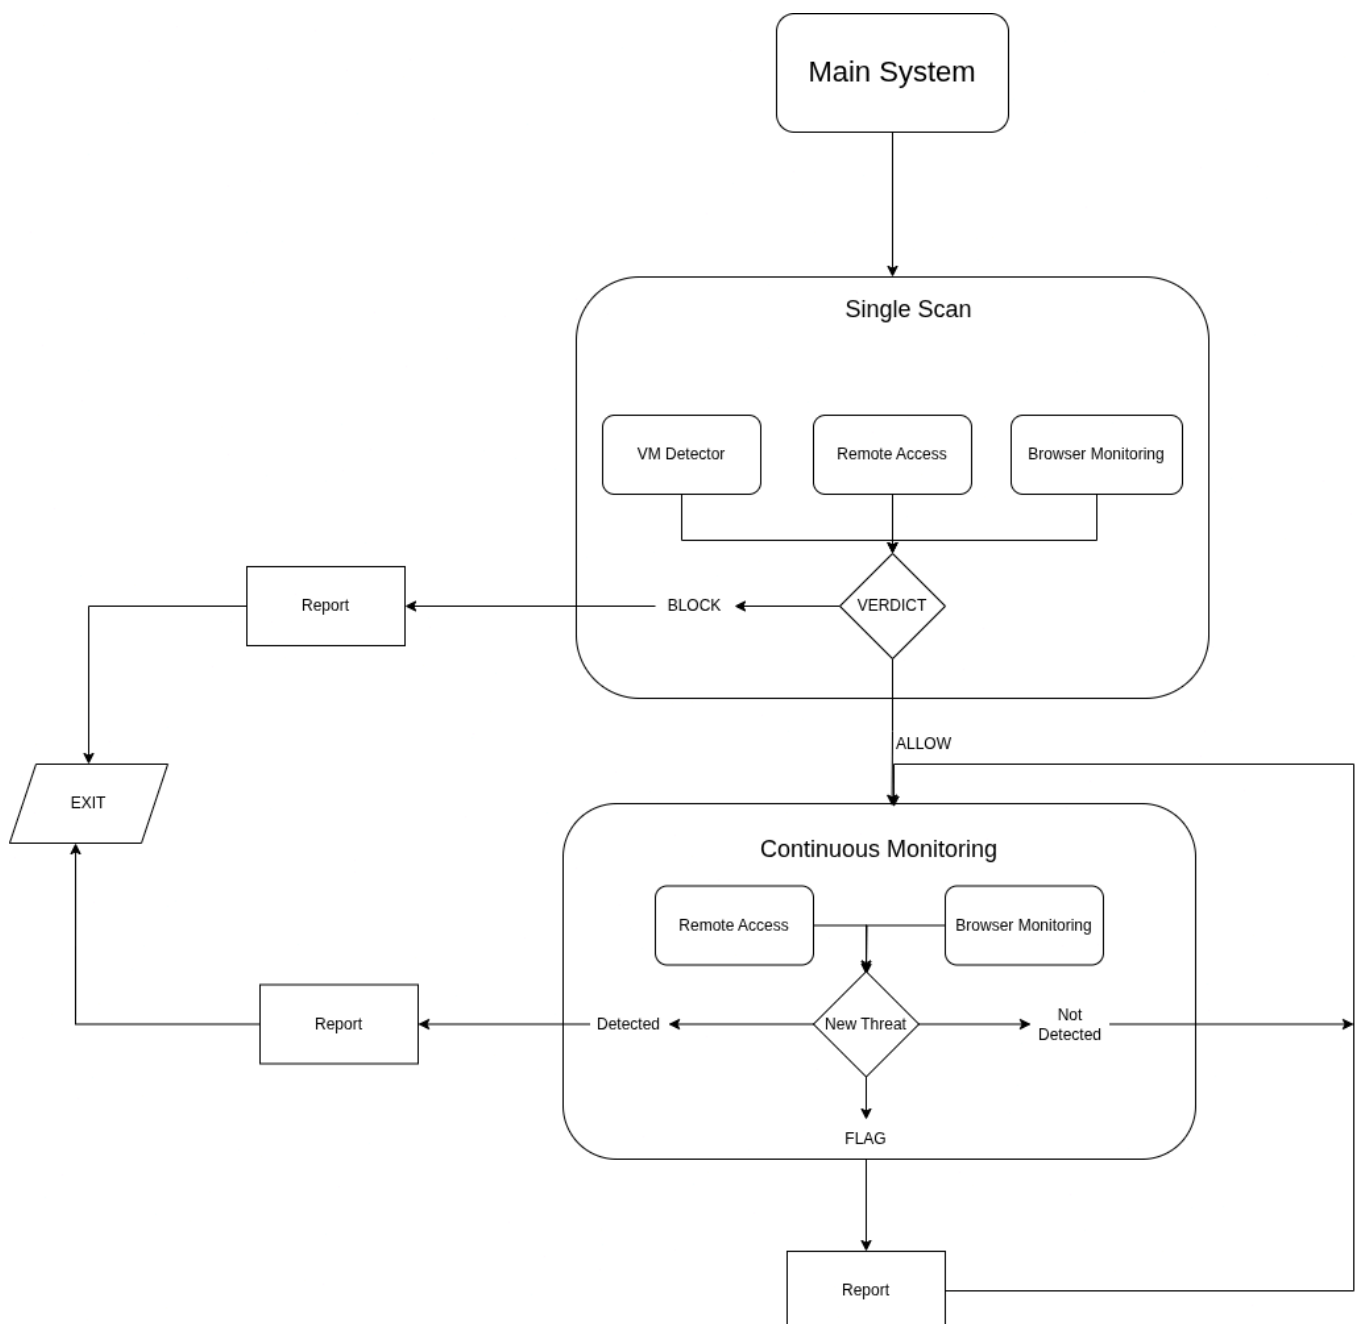 Main System
Single Scan
VM Detector
Remote Access
Browser Monitoring
Report
BLOCK
VERDICT
ALLOW
EXIT
Continuous Monitoring
Remote Access
Browser Monitoring
Report
Detected
New Threat
Not
Detected
FLAG
Report